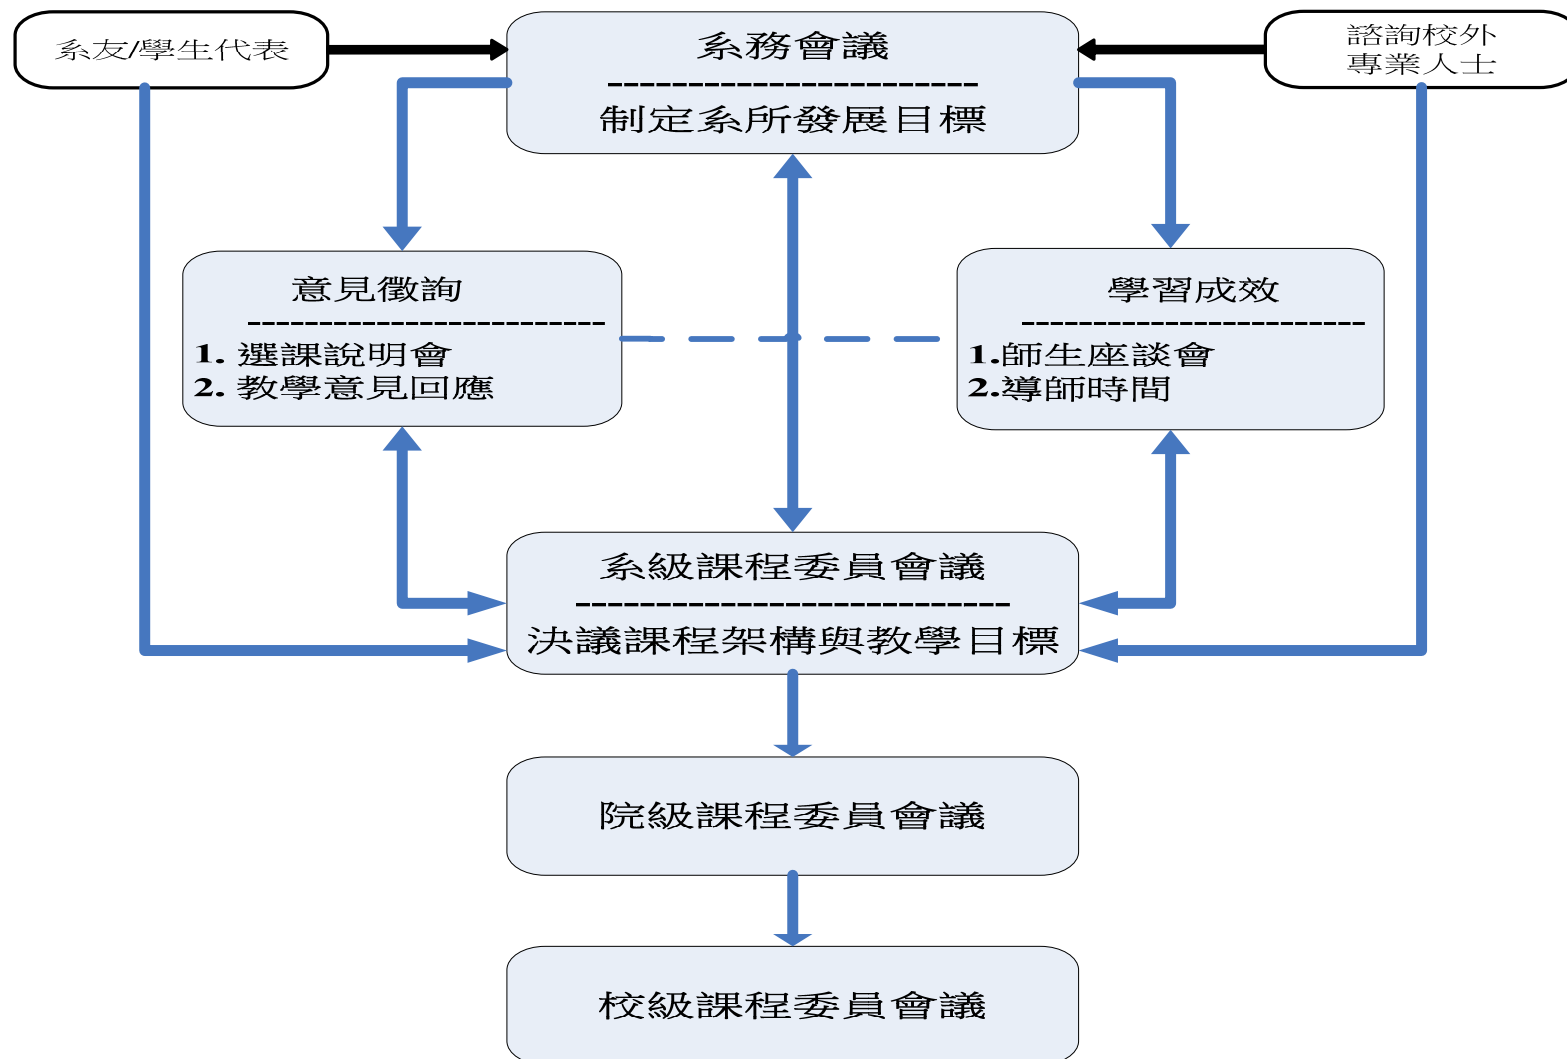 系友/學生代表
系務會議
制定系所發展目標
諮詢校外
專業人士
意見徵詢
1. 選課說明會
2. 教學意見回應
學習成效
1.師生座談會
2.導師時間
系級課程委員會議
決議課程架構與教學目標
院級課程委員會議
校級課程委員會議